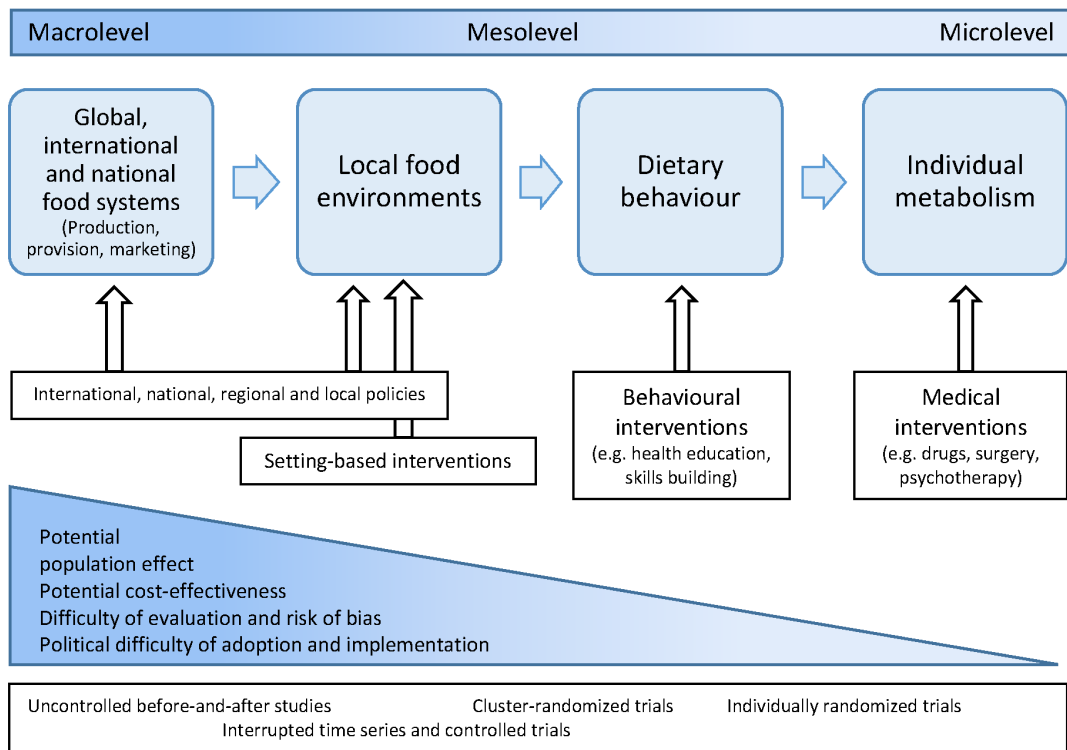 Macrolevel
Mesolevel
Microlevel
Global,
international
and national
food systems
(Production,
provision, marketing)
Local food
environments
Dietary
behaviour
Individual
metabolism
International, national, regional and local policies
Setting-based interventions
Behavioural
interventions
(e.g. health education,
skills building)
Medical
interventions
(e.g. drugs, surgery,
psychotherapy)
Potential
population effect
Potential cost-effectiveness
Difficulty of evaluation and risk of bias
Political difficulty of adoption and implementation
Uncontrolled before-and-after studies
Cluster-randomized trials
Individually randomized trials
Interrupted time series and controlled trials